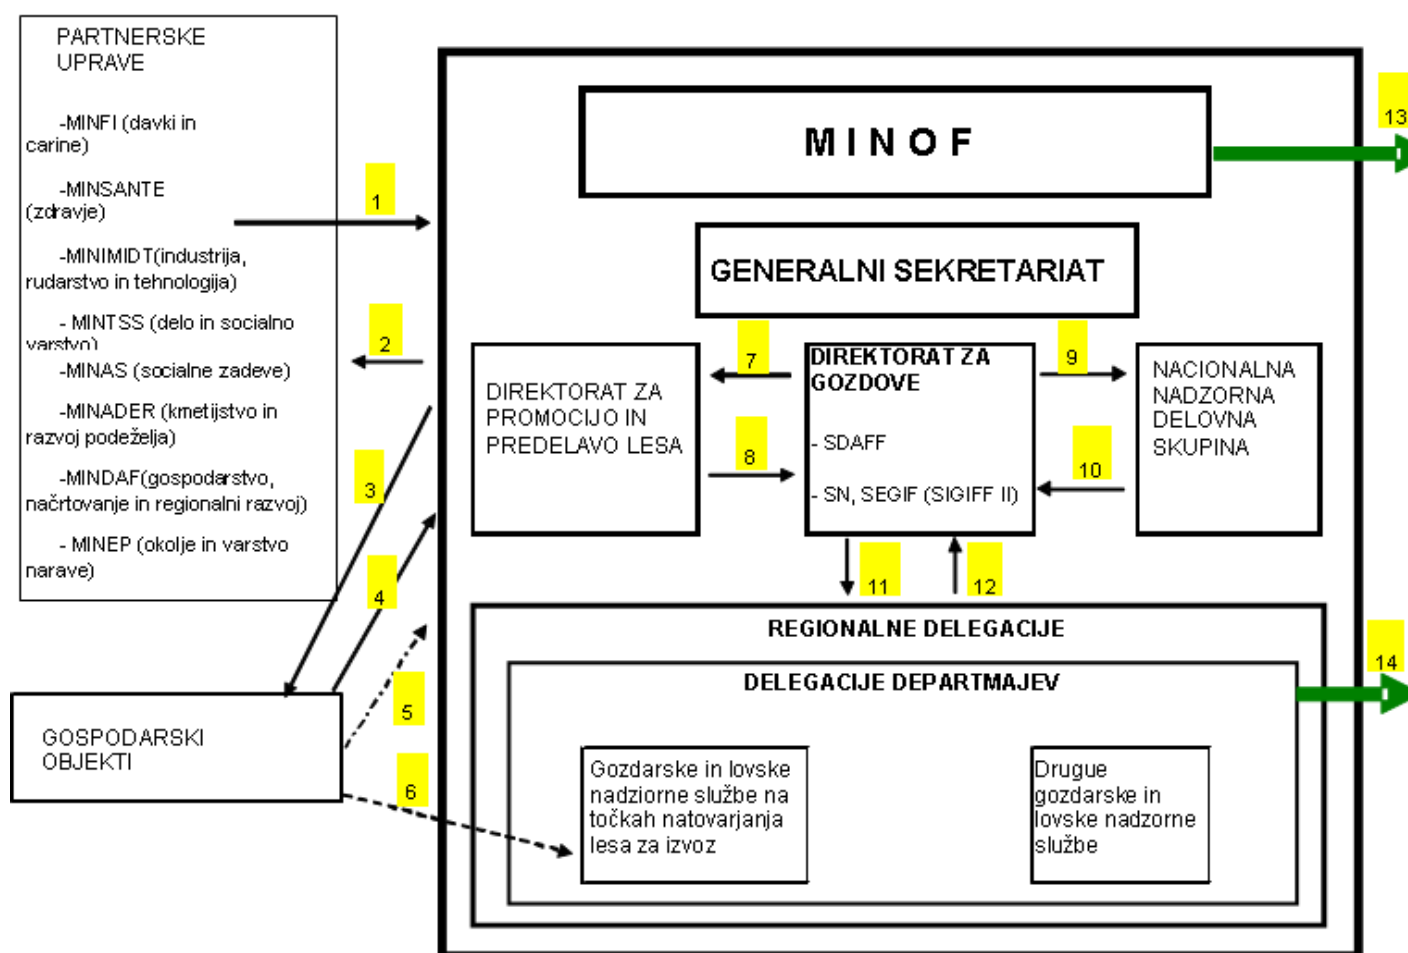 PARTNERSKE
UPRAVE
-MINFI (davki in
carine)
-MINSANTE
(zdravje)
-MINIMIDT(industrija,
rudarstvo in tehnologija)
- MINTSS (delo in socialno
varstvo)
-MINAS (socialne zadeve)
-MINADER (kmetijstvo in
razvoj podeželja)
-MINDAF(gospodarstvo,
načrtovanje in regionalni razvoj)
- MINEP (okolje in varstvo
narave)
1
2
3
4
5
6
GOSPODARSKI
OBJEKTI
M I N O F
13
GENERALNI SEKRETARIAT
7
8
9
10
DIREKTORAT ZA
PROMOCIJO IN
PREDELAVO LESA
DIREKTORAT ZA
GOZDOVE
- SDAFF
- SN, SEGIF (SIGIFF II)
NACIONALNA
NADZORNA
DELOVNA
SKUPINA
11
12
REGIONALNE DELEGACIJE
14
DELEGACIJE DEPARTMAJEV
Gozdarske in lovske
nadziorne službe na
točkah natovarjanja
lesa za izvoz
Drugue
gozdarske in
lovske nadzorne
službe